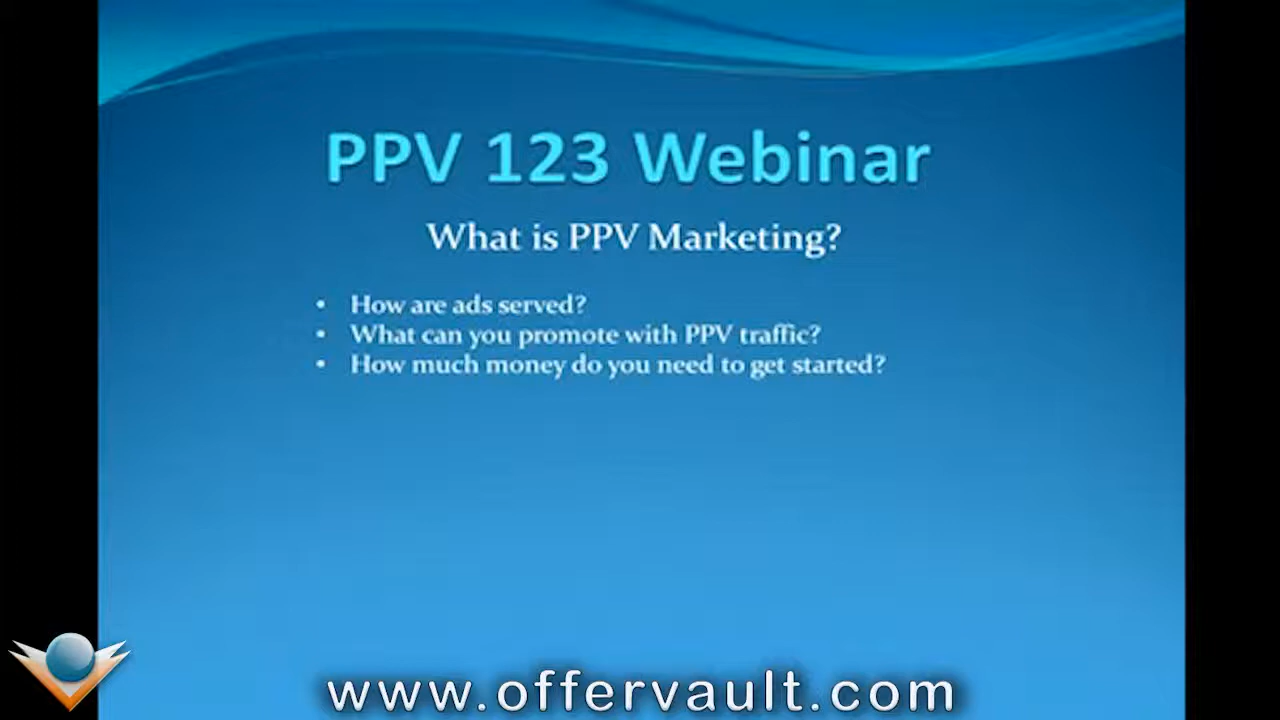 PPV 123 Webinar
What is PPV Marketing?
• How are ads served?
• What can you promote with PPV traffic?
• How much money do you need to get started?
www.offervault.com